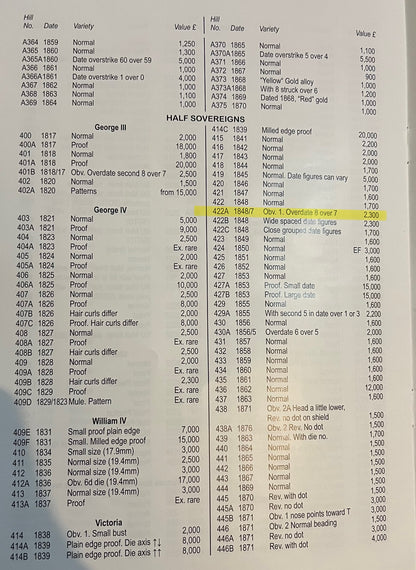 Hill
No. Date Variety Value £
A364 1859 Normal 1,250
A365 1860 Normal 1,300
A365A1860 Date overstrike 60 over 59 5,000
A366 1861 Normal 1,000
A366A1861 Date overstrike 1 over 0 4,000
A367 1862 Normal 1,000
A368 1863 Normal 1,100
A369 1864 Normal 1,000
Hill
No. Date Variety Value £
A370 1865 Normal 1,100
A370A1865 Date overstrike 5 over 4 5,500
A371 1866 Normal 1,000
A372 1867 Normal 900
A373 1868 "Yellow" Gold alloy 1,000
A373A1868 With 8 struck over 6 1,200
A374 1869 Dated 1868, "Red" gold 1,000
A375 1870 Normal 1,000
HALF SOVEREIGNS
George III
400 1817 Normal 2,000
400A 1817 Proof 18,000
401 1818 Normal 1,800
401A 1818 Proof 20,000
401B 1818/17 Obv. Overdate second 8 over 7 2,500
402 1820 Normal 1,500
402A 1820 Patterns from 15,000
George IV
403 1821 Normal 5,000
403A 1821 Proof 9,000
404 1823 Normal 2,500
404A 1823 Proof Ex. rare
405 1824 Normal 2,500
405A 1824 Proof Ex. rare
406 1825 Normal 2,000
406A 1825 Proof 10,000
407 1826 Normal 2,500
407A 1826 Proof 8,000
407B 1826 Hair curls differ 8,000
407C 1826 Proof. Hair curls differ 8,000
408 1827 Normal 2,500
408A 1827 Proof Ex. rare
408B 1827 Hair curls differ 2,500
409 1828 Normal 2,000
409A 1828 Proof Ex. rare
409B 1828 Hair curls differ 2,300
409C 1829 Proof Ex. rare
409D 1829/1823 Mule. Pattern Ex. rare
William IV
409E 1831 Small proof plain edge 7,000
409F 1831 Small. Milled edge proof 15,000
410 1834 Small size (17.9mm) 3,000
411 1835 Normal size (19.4mm) 2,500
412 1836 Normal size (19.4mm) 3,000
412A 1836 Obv. 6d die (19.4mm) 17,000
413 1837 Normal size (19.4mm) 3,000
413A 1837 Proof Ex. rare
Victoria
414 1838 Obv. 1. Small bust 2,000
414A 1839 Plain edge proof. Die axis ↑↓ 8,000
414B 1839 Plain edge proof. Die axis ↑↑ 8,000
414C 1839 Milled edge proof 20,000
415 1841 Normal 2,200
416 1842 Normal 2,000
417 1843 Normal
418 1844 Normal 1,700
419 1845 Normal. Date figures can vary 5,000
420 1846 Normal 1,700
421 1847 Normal 1,600
422 1848 Normal 1,700
422A 1848/7 Obv. 1. Overdate 8 over 7 2,300
422B 1848 Wide spaced date figures 2,300
422C 1848 Close grouped date figures 1,700
423 1849 Normal 1,600
424 1850 Normal EF 3,000
425 1851 Normal 1,600
426 1852 Normal 1,600
427 1853 Normal 1,600
427A 1853 Proof. Small date 15,000
427B 1853 Proof. Large date 15,000
429 1855 Normal 1,600
429A 1855 With second 5 in date over 1 or 3 2,200
430 1856 Normal 1,600
430A 1856/5 Overdate 6 over 5 2,000
431 1857 Normal 1,600
432 1858 Normal 1,600
433 1859 Normal 1,600
434 1860 Normal 1,600
435 1861 Normal 1,600
436 1862 Normal 12,000
437 1863 Normal 1,600
438 1871 Obv. 2A Head a little lower,
Rev. no dot on shield 1,500
438A 1876 Obv. 2 Rev. No dot 1,500
439 1863 Normal. With die no. 1,700
440 1864 Normal 1,500
441 1865 Normal 1,500
442 1866 Normal 1,500
443 1867 Normal 1,500
444 1869 Normal 1,500
445 1870 Rev. with dot 1,500
445A 1870 Rev. no dot 3,000
445B 1871 Obv. 1 nose points toward T 3,000
446 1871 Obv. 2 Normal beading 1,500
446A 1871 Rev. no dot 3,000
446B 1871 Rev. with dot 4,000